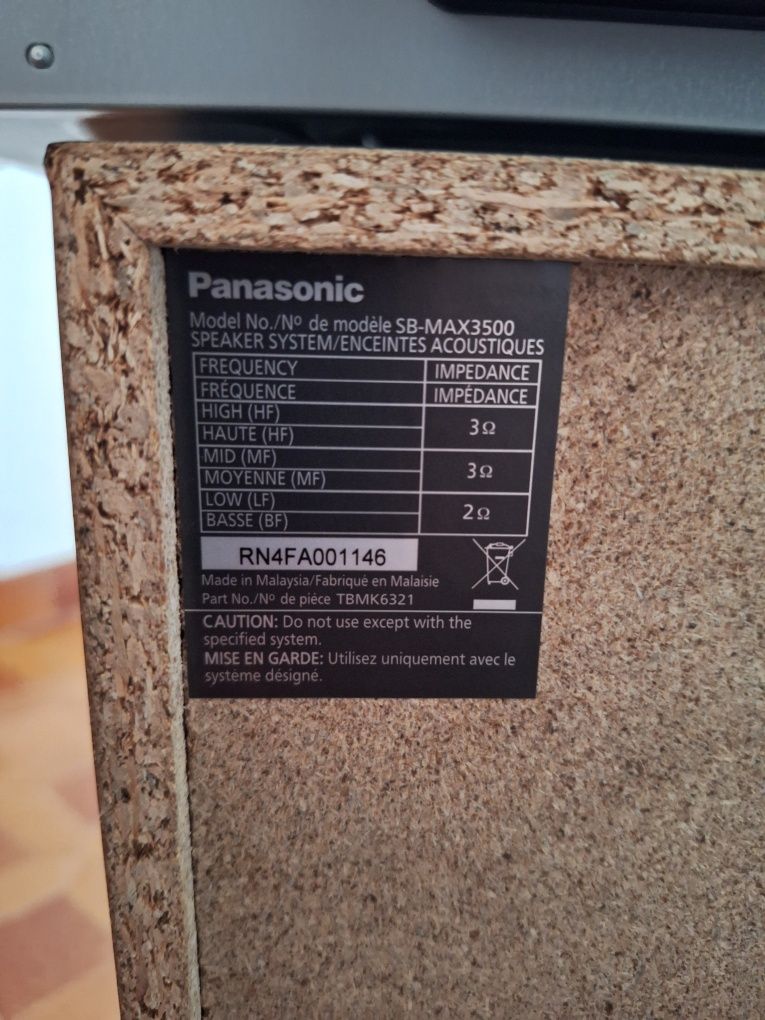 Panasonic
Model No./Nº de modèle SB-MAX3500
SPEAKER SYSTEM/ENCEINTES ACOUSTIQUES
FREQUENCY IMPEDANCE
FRÉQUENCE IMPÉDANCE
HIGH (HF)
HAUTE (HF) 3Ω
MID (MF)
MOYENNE (MF) 3Ω
LOW (LF)
BASSE (BF) 2Ω
RN4FA001146
Made in Malaysia/Fabriqué en Malaisie
Part No./Nº de pièce TBMK6321
CAUTION: Do not use except with the
specified system.
MISE EN GARDE: Utilisez uniquement avec le
système désigné.